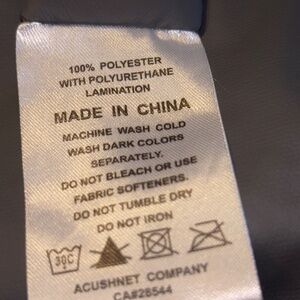 100% POLYESTER
WITH POLYURETHANE
LAMINATION
MADE IN CHINA
MACHINE WASH COLD
WASH DARK COLORS
SEPARATELY.
DO NOT BLEACH OR USE
FABRIC SOFTENERS.
DO NOT TUMBLE DRY
DO NOT IRON
30C
ACUSHNET COMPANY
CA#26544